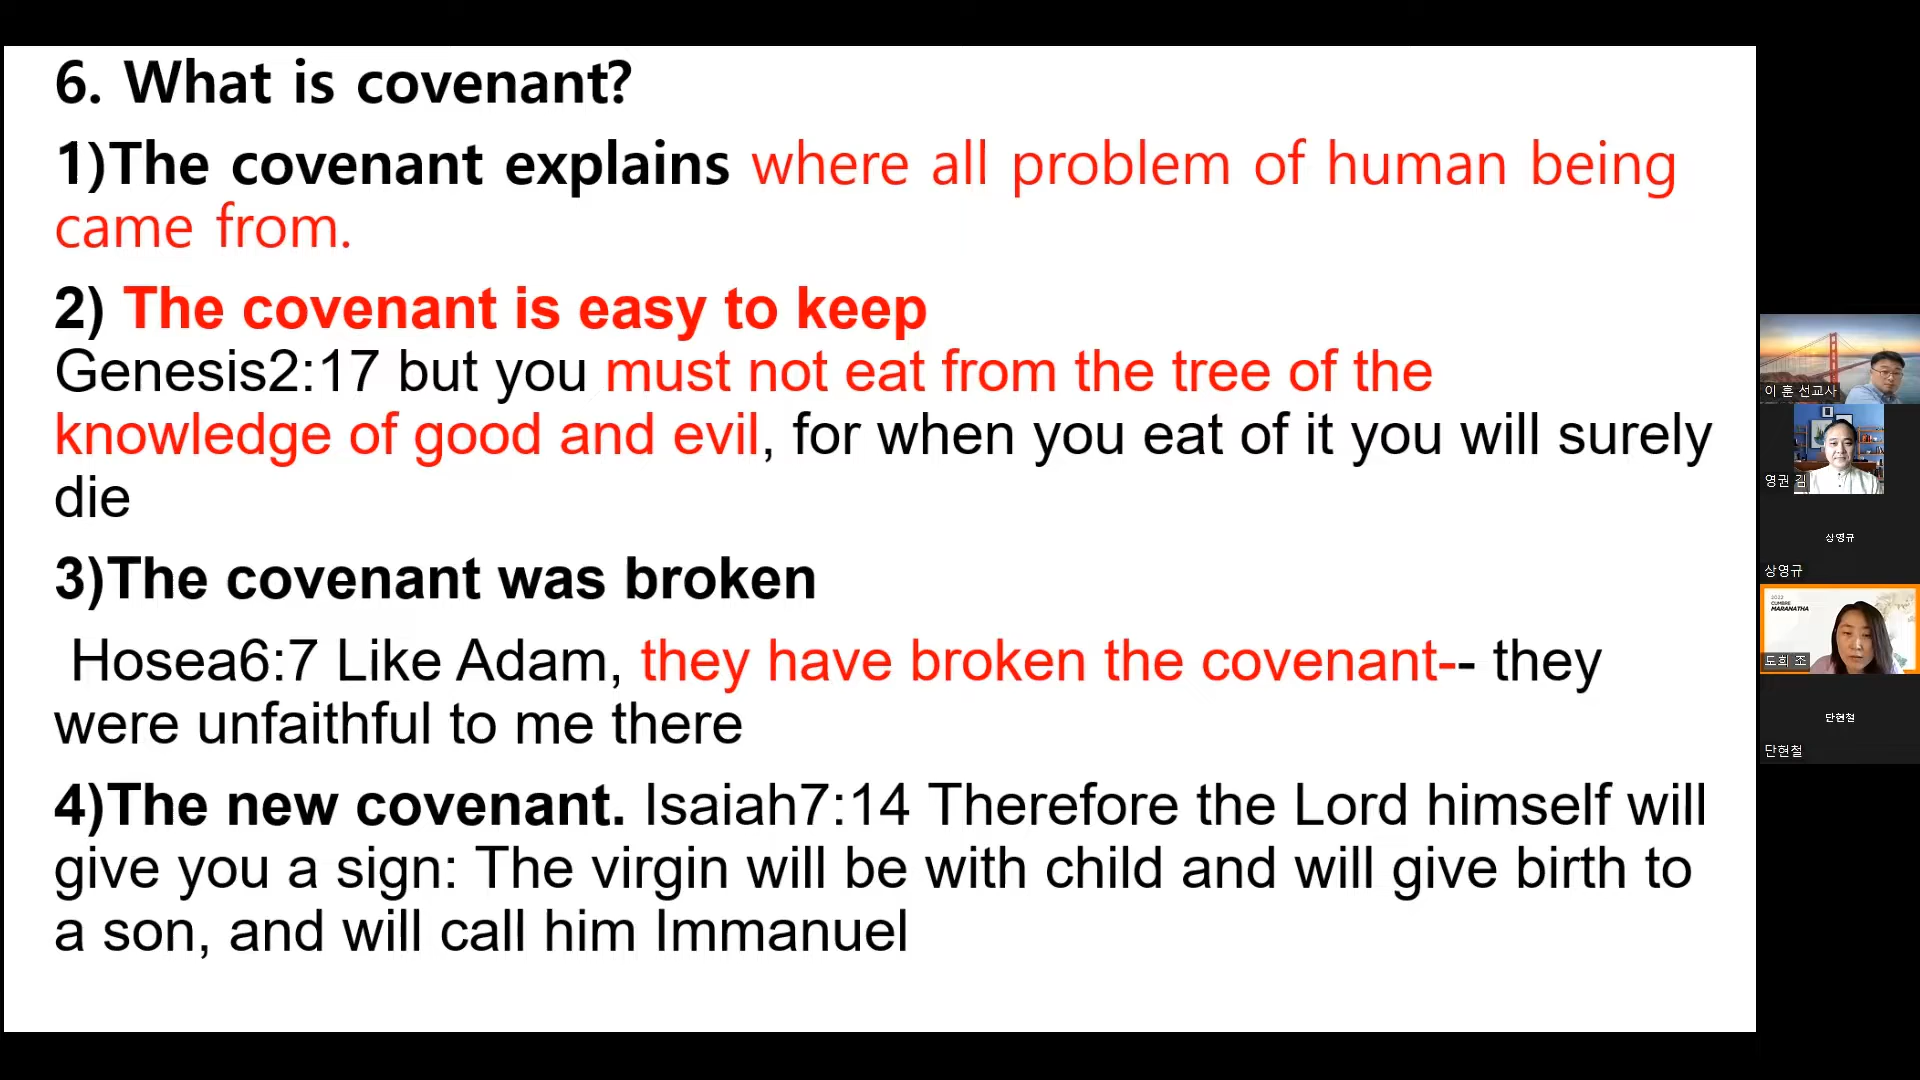 6. What is covenant?
1)The covenant explains where all problem of human being
came from.
2) The covenant is easy to keep
Genesis2:17 but you must not eat from the tree of the
knowledge of good and evil, for when you eat of it you will surely
die
3)The covenant was broken
Hosea6:7 Like Adam, they have broken the covenant-- they
were unfaithful to me there
4)The new covenant. Isaiah7:14 Therefore the Lord himself will
give you a sign: The virgin will be with child and will give birth to
a son, and will call him Immanuel
이 훈 선교사
영권 김
상영규
상영규
2022
CUMBRE
MARANATHA
도희 조
단현철
단현철